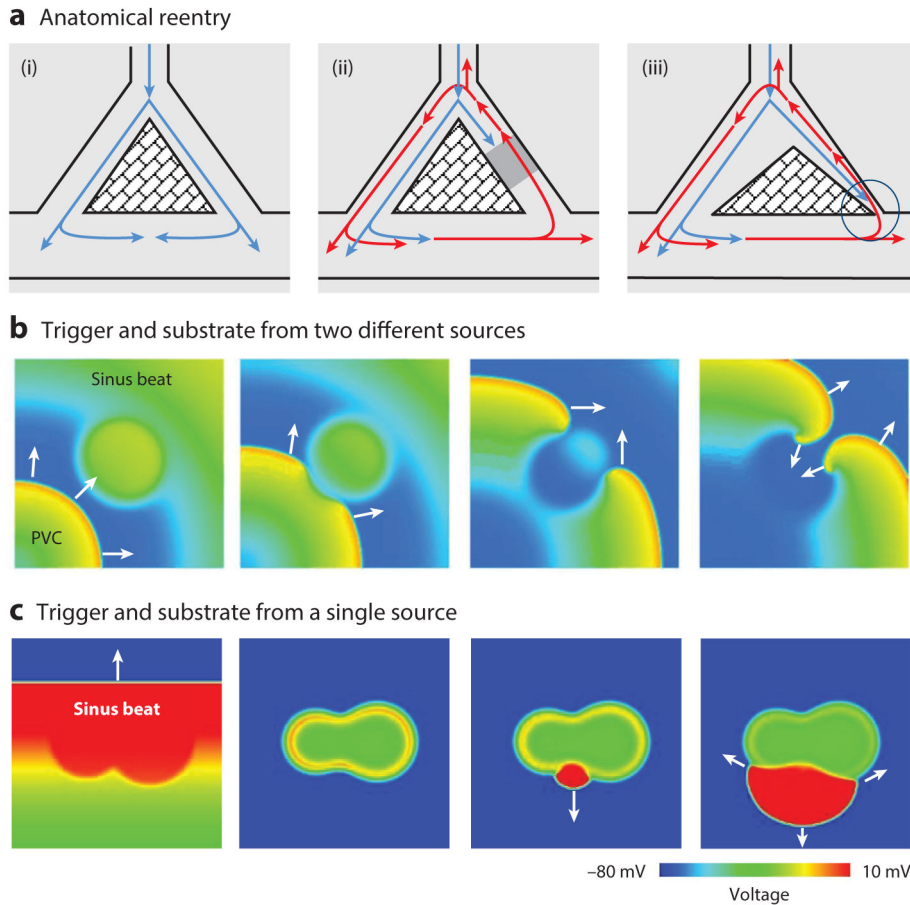 a Anatomical reentry
(i)
(ii)
(iii)
b Trigger and substrate from two different sources
Sinus beat
PVC
c Trigger and substrate from a single source
Sinus beat
–80 mV
10 mV
Voltage